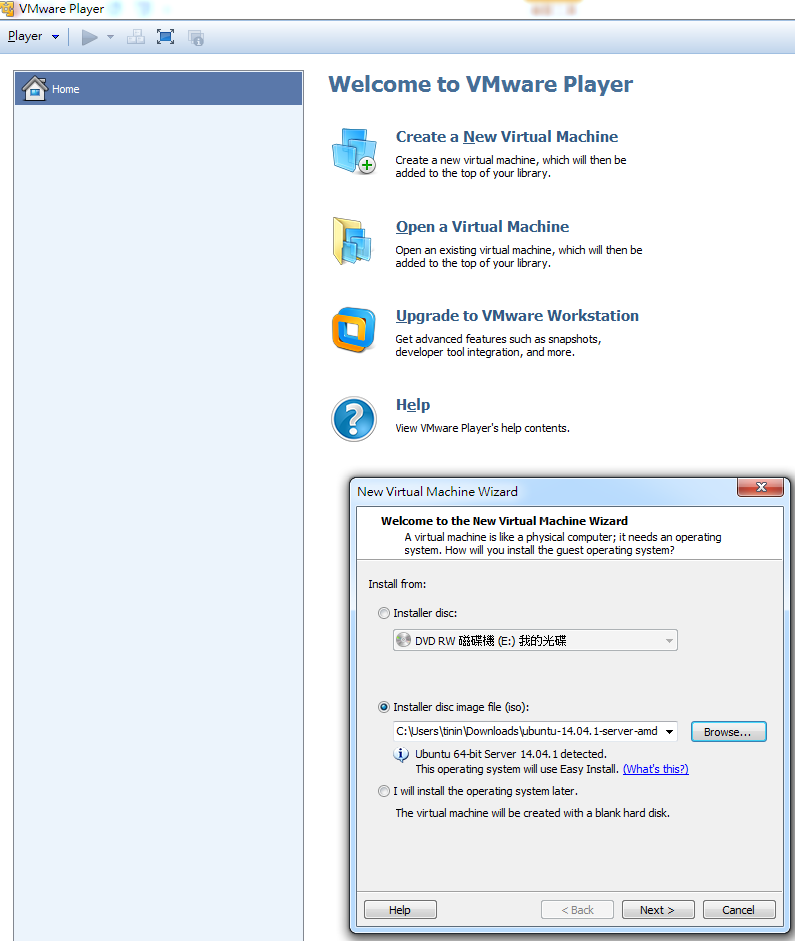 VMware Player
Player
Home
Welcome to VMware Player
Create a New Virtual Machine
Create a new virtual machine, which will then be
added to the top of your library.
Open a Virtual Machine
Open an existing virtual machine, which will then be
added to the top of your library.
Upgrade to VMware Workstation
Get advanced features such as snapshots,
developer tool integration, and more.
Help
View VMware Player's help contents.
New Virtual Machine Wizard
Welcome to the New Virtual Machine Wizard
A virtual machine is like a physical computer; it needs an operating
system. How will you install the guest operating system?
Install from:
Installer disc:
DVD RW 磁碟機 (E:) 我的光碟
Installer disc image file (iso):
C:\Users\tinin\Downloads\ubuntu-14.04.1-server-amd
Browse...
Ubuntu 64-bit Server 14.04.1 detected.
This operating system will use Easy Install. (What's this?)
I will install the operating system later.
The virtual machine will be created with a blank hard disk.
Help
< Back
Next >
Cancel